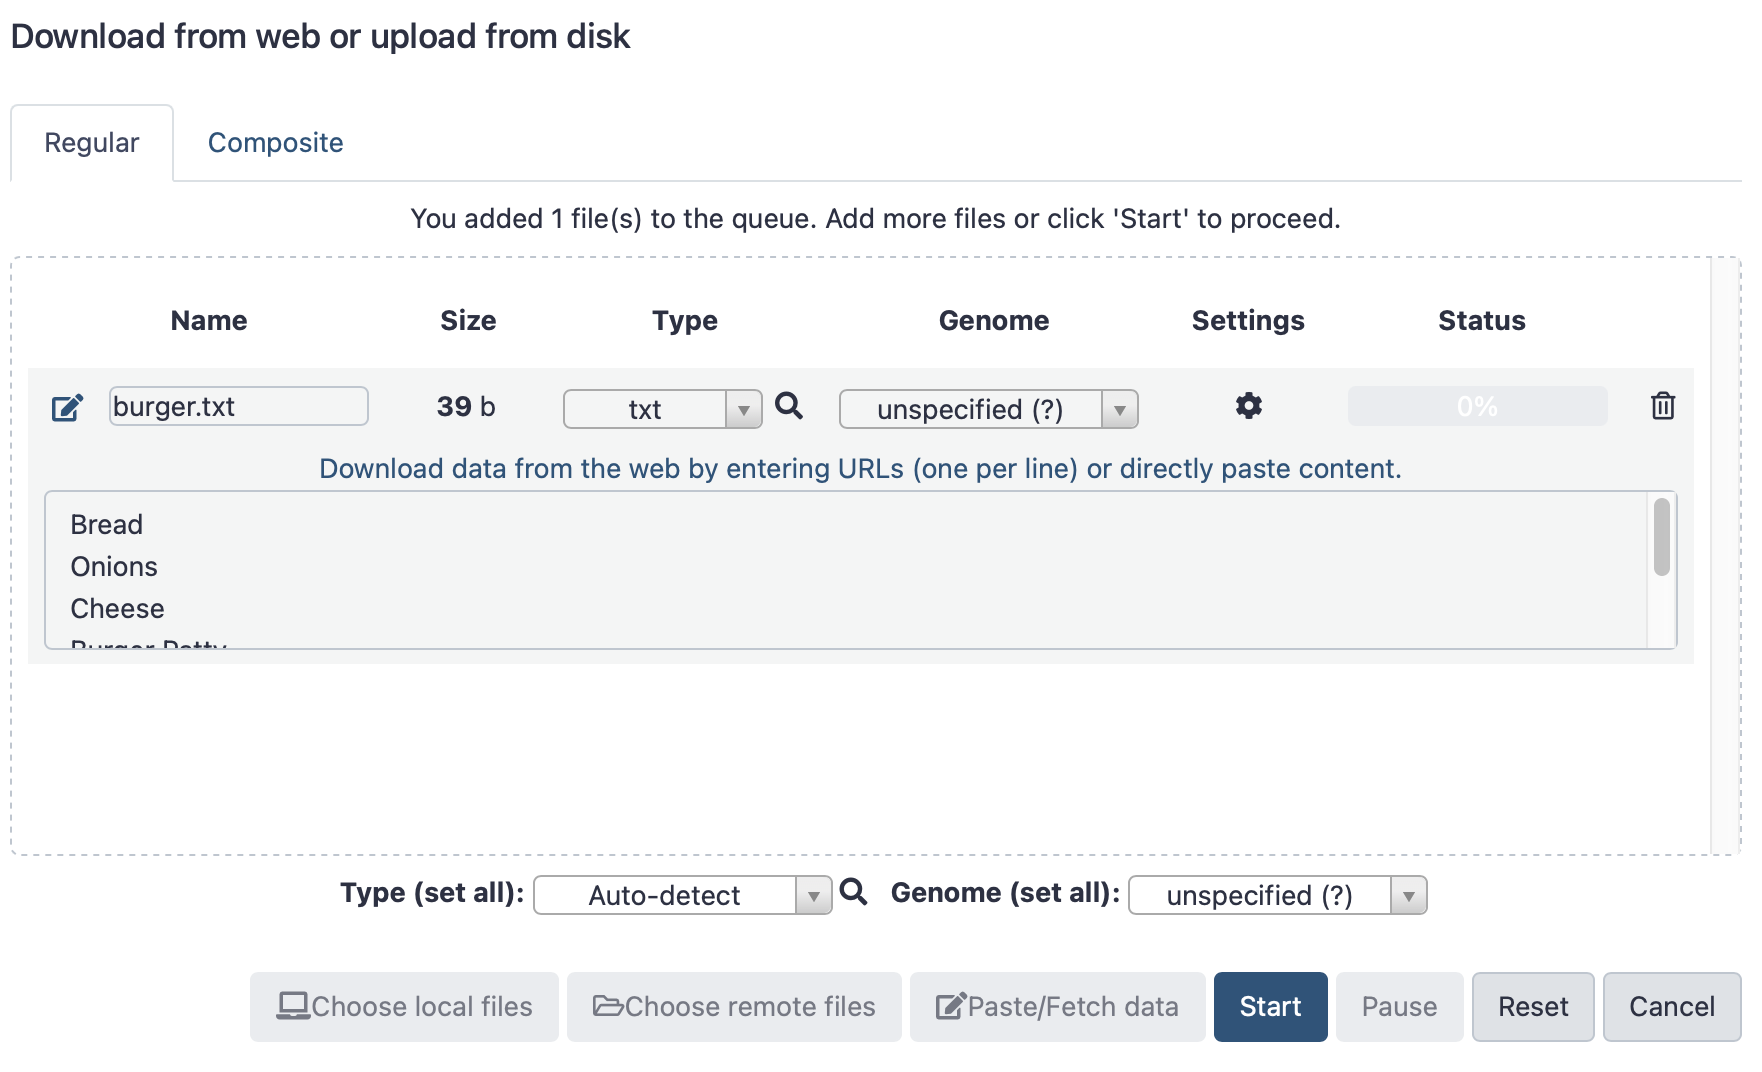 Download from web or upload from disk
Regular Composite
You added 1 file(s) to the queue. Add more files or click 'Start' to proceed.
Name Size Type Genome Settings Status
burger.txt 39 b txt unspecified (?) 0%
Download data from the web by entering URLs (one per line) or directly paste content.
Bread
Onions
Cheese
Burger Patty
Type (set all): Auto-detect Genome (set all): unspecified (?)
Choose local files Choose remote files Paste/Fetch data Start Pause Reset Cancel